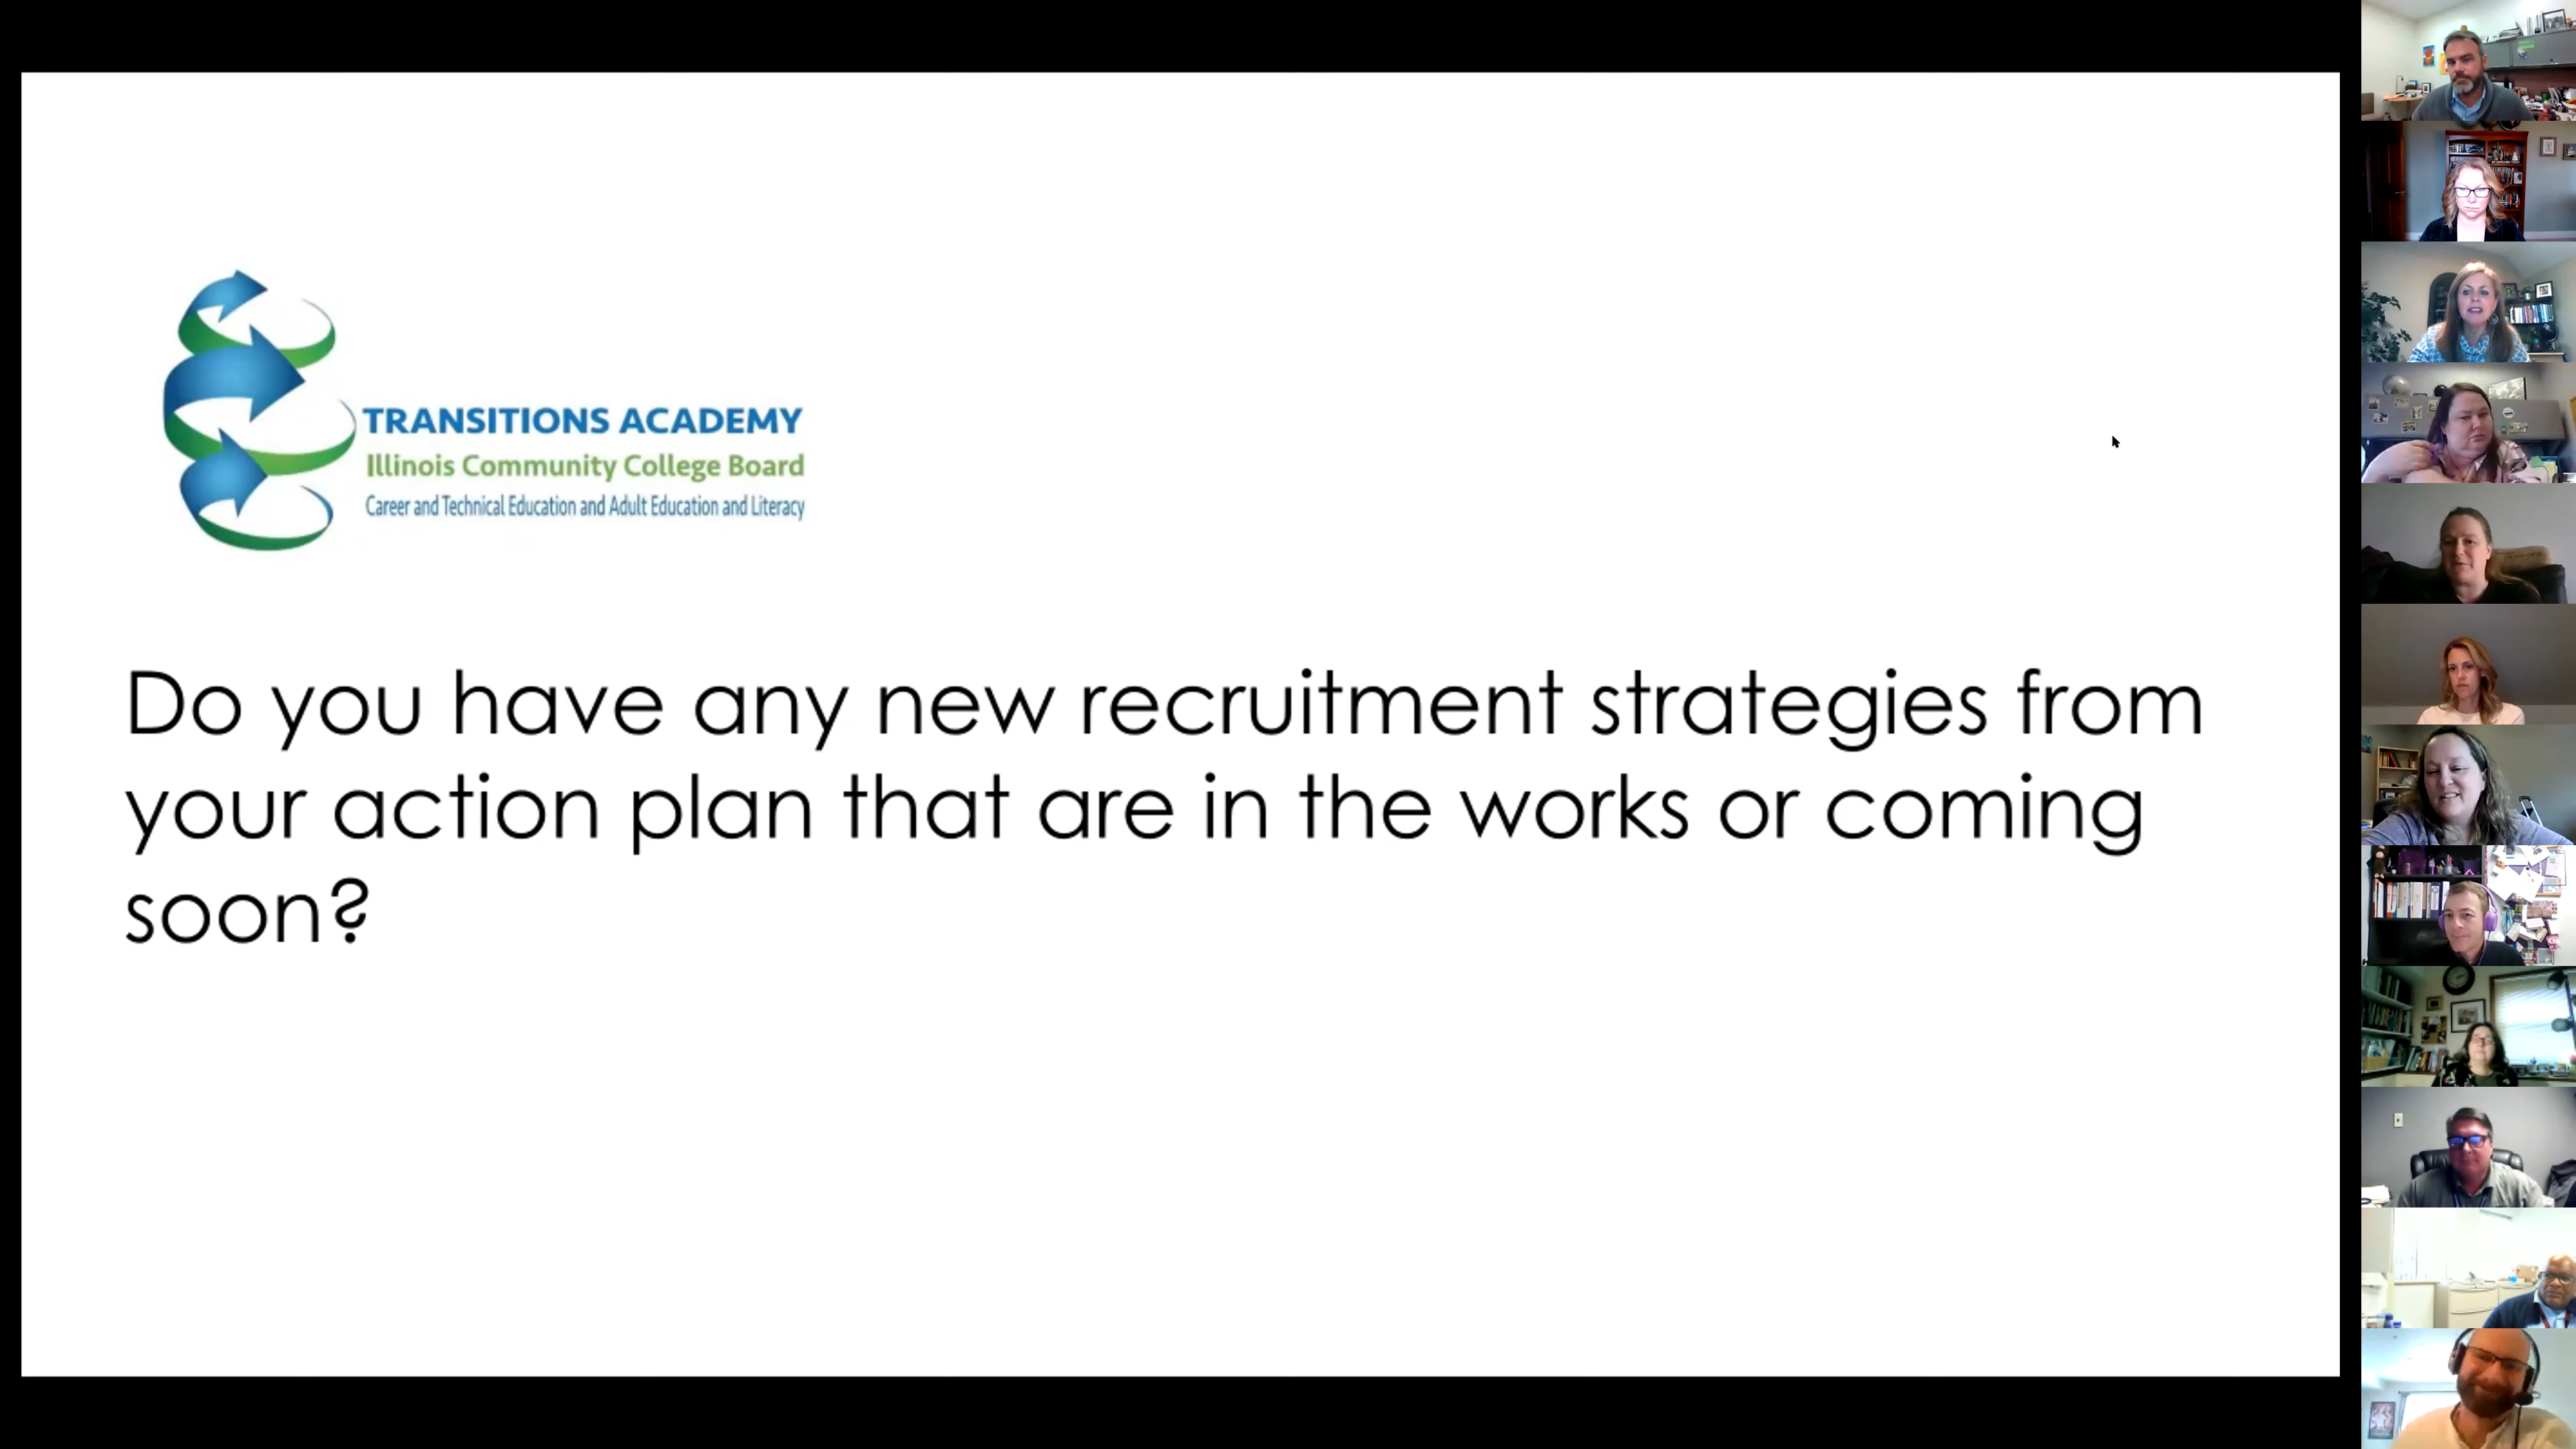 TRANSITIONS ACADEMY
Illinois Community College Board
Career and Technical Education and Adult Education and Literacy
Do you have any new recruitment strategies from
your action plan that are in the works or coming
soon?